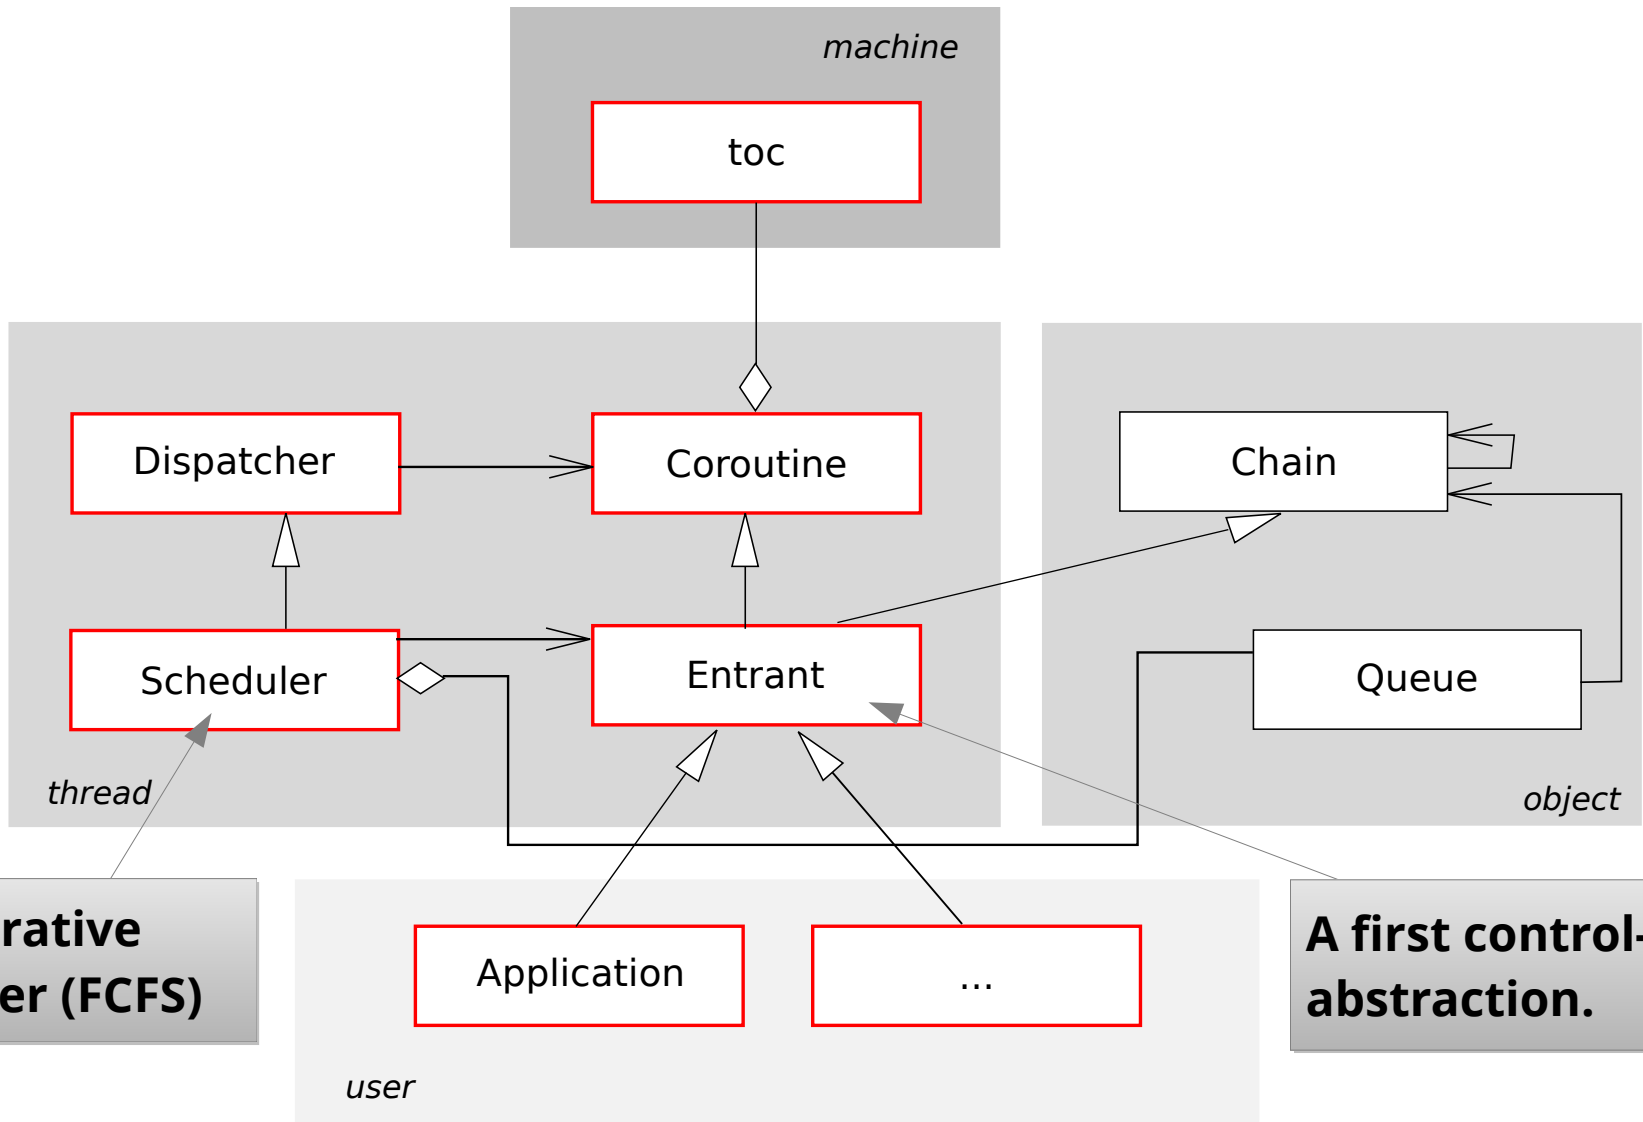 machine
toc
Dispatcher
Coroutine
Chain
Scheduler
Entrant
Queue
thread
object
rative
er (FCFS)
A first control-
abstraction.
Application
...
user